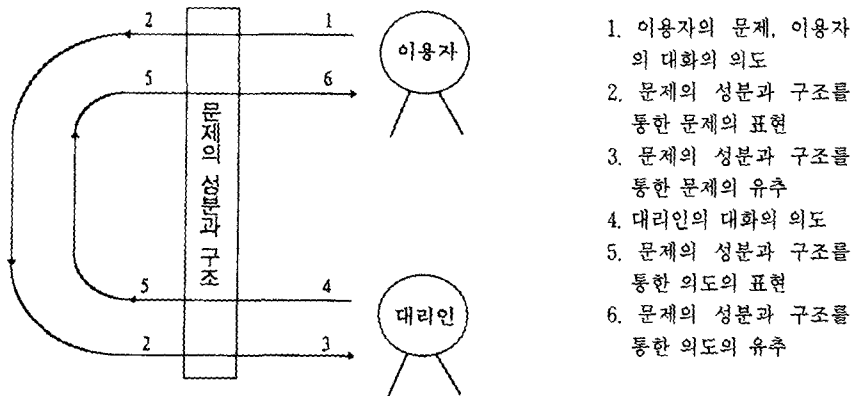 2
1
이용자
5
6
문제의 성분과 구조
5
4
대리인
2
3
1. 이용자의 문제, 이용자
의 대화의 의도
2. 문제의 성분과 구조를
통한 문제의 표현
3. 문제의 성분과 구조를
통한 문제의 유추
4. 대리인의 대화의 의도
5. 문제의 성분과 구조를
통한 의도의 표현
6. 문제의 성분과 구조를
통한 의도의 유추